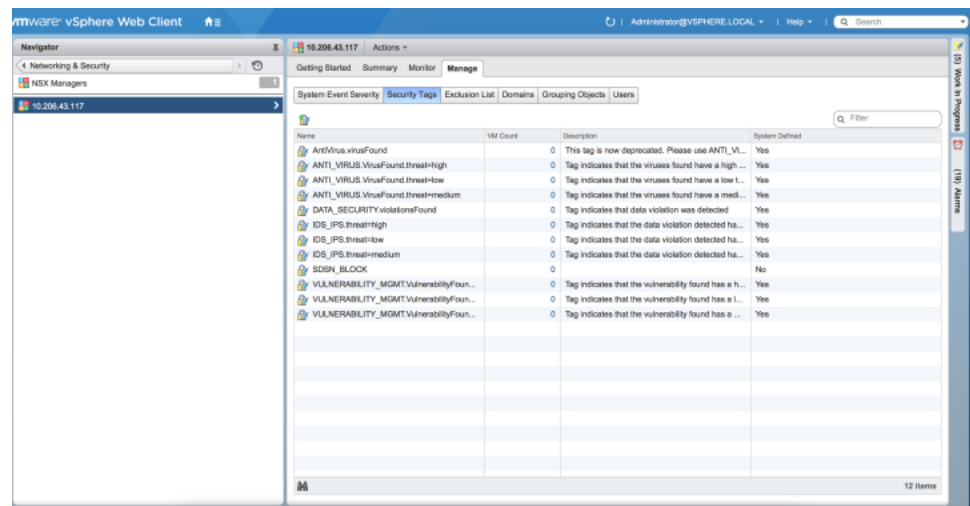 vmware® vSphere Web Client
Administrator@VSPHERE.LOCAL | Help | Search
Navigator
Networking & Security
NSX Managers 1
10.206.43.117
10.206.43.117 Actions
Getting Started Summary Monitor Manage
System Event Severity Security Tags Exclusion List Domains Grouping Objects Users
Filter
Name VM Count Description System Defined
AntiVirus.virusFound 0 This tag is now deprecated. Please use ANTI_VI... Yes
ANTI_VIRUS.VirusFound.threat=high 0 Tag indicates that the viruses found have a high ... Yes
ANTI_VIRUS.VirusFound.threat=low 0 Tag indicates that the viruses found have a low t... Yes
ANTI_VIRUS.VirusFound.threat=medium 0 Tag indicates that the viruses found have a medi... Yes
DATA_SECURITY.violationsFound 0 Tag indicates that data violation was detected Yes
IDS_IPS.threat=high 0 Tag indicates that the data violation detected ha... Yes
IDS_IPS.threat=low 0 Tag indicates that the data violation detected ha... Yes
IDS_IPS.threat=medium 0 Tag indicates that the data violation detected ha... Yes
SDSN_BLOCK 0 No
VULNERABILITY_MGMT.VulnerabilityFoun... 0 Tag indicates that the vulnerability found has a h... Yes
VULNERABILITY_MGMT.VulnerabilityFoun... 0 Tag indicates that the vulnerability found has a l... Yes
VULNERABILITY_MGMT.VulnerabilityFoun... 0 Tag indicates that the vulnerability found has a ... Yes
12 items
(5) Work In Progress
(19) Alarms